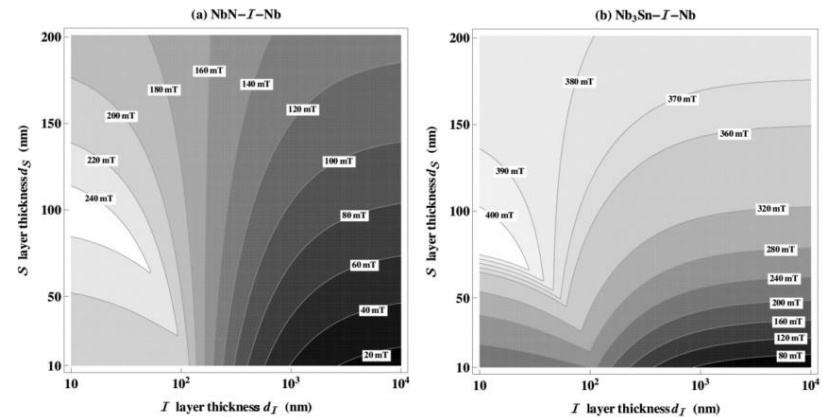 (a) NbN−I−Nb
200
150
100
50
10
S layer thickness dS (nm)
160 mT
180 mT
140 mT
200 mT
120 mT
220 mT
100 mT
240 mT
80 mT
60 mT
40 mT
20 mT
10
10²
10³
10⁴
I layer thickness dI (nm)
(b) Nb₃Sn−I−Nb
200
150
100
50
10
S layer thickness dS (nm)
380 mT
370 mT
360 mT
390 mT
400 mT
320 mT
280 mT
240 mT
200 mT
160 mT
120 mT
80 mT
10
10²
10³
10⁴
I layer thickness dI (nm)